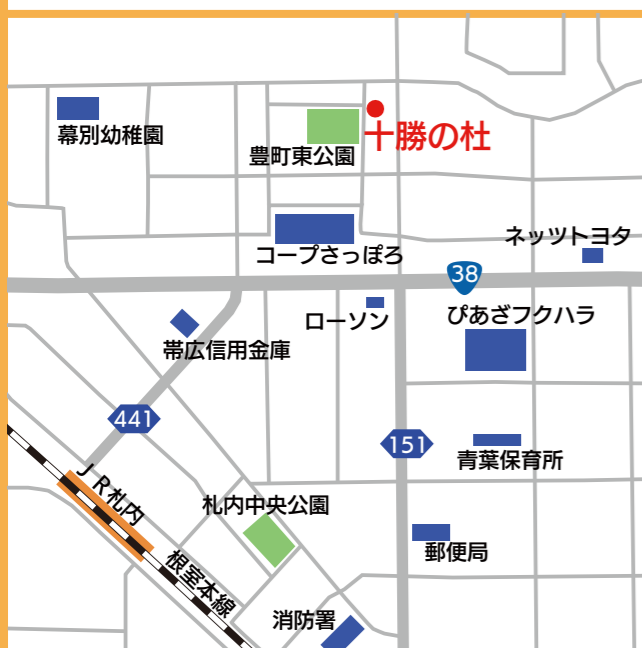 幕別幼稚園
十勝の杜
豊町東公園
コープさっぽろ
ネッツトヨタ
38
ローソン
ぴあざフクハラ
帯広信用金庫
441
151
青葉保育所
JR札内
札内中央公園
郵便局
根室本線
消防署